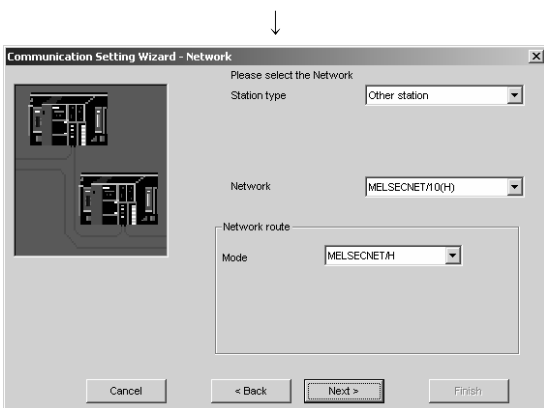 Communication Setting Wizard - Network
Please select the Network
Station type
Other station
Network
MELSECNET/10(H)
Network route
Mode
MELSECNET/H
Cancel
< Back
Next >
Finish